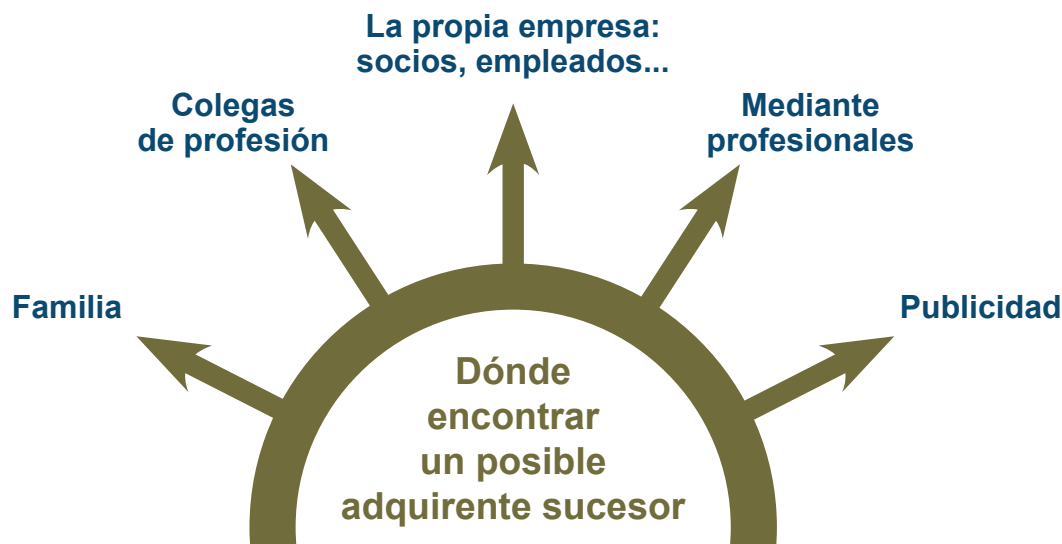 La propia empresa:
socios, empleados...
Colegas
de profesión
Mediante
profesionales
Familia
Publicidad
Dónde
encontrar
un posible
adquirente sucesor